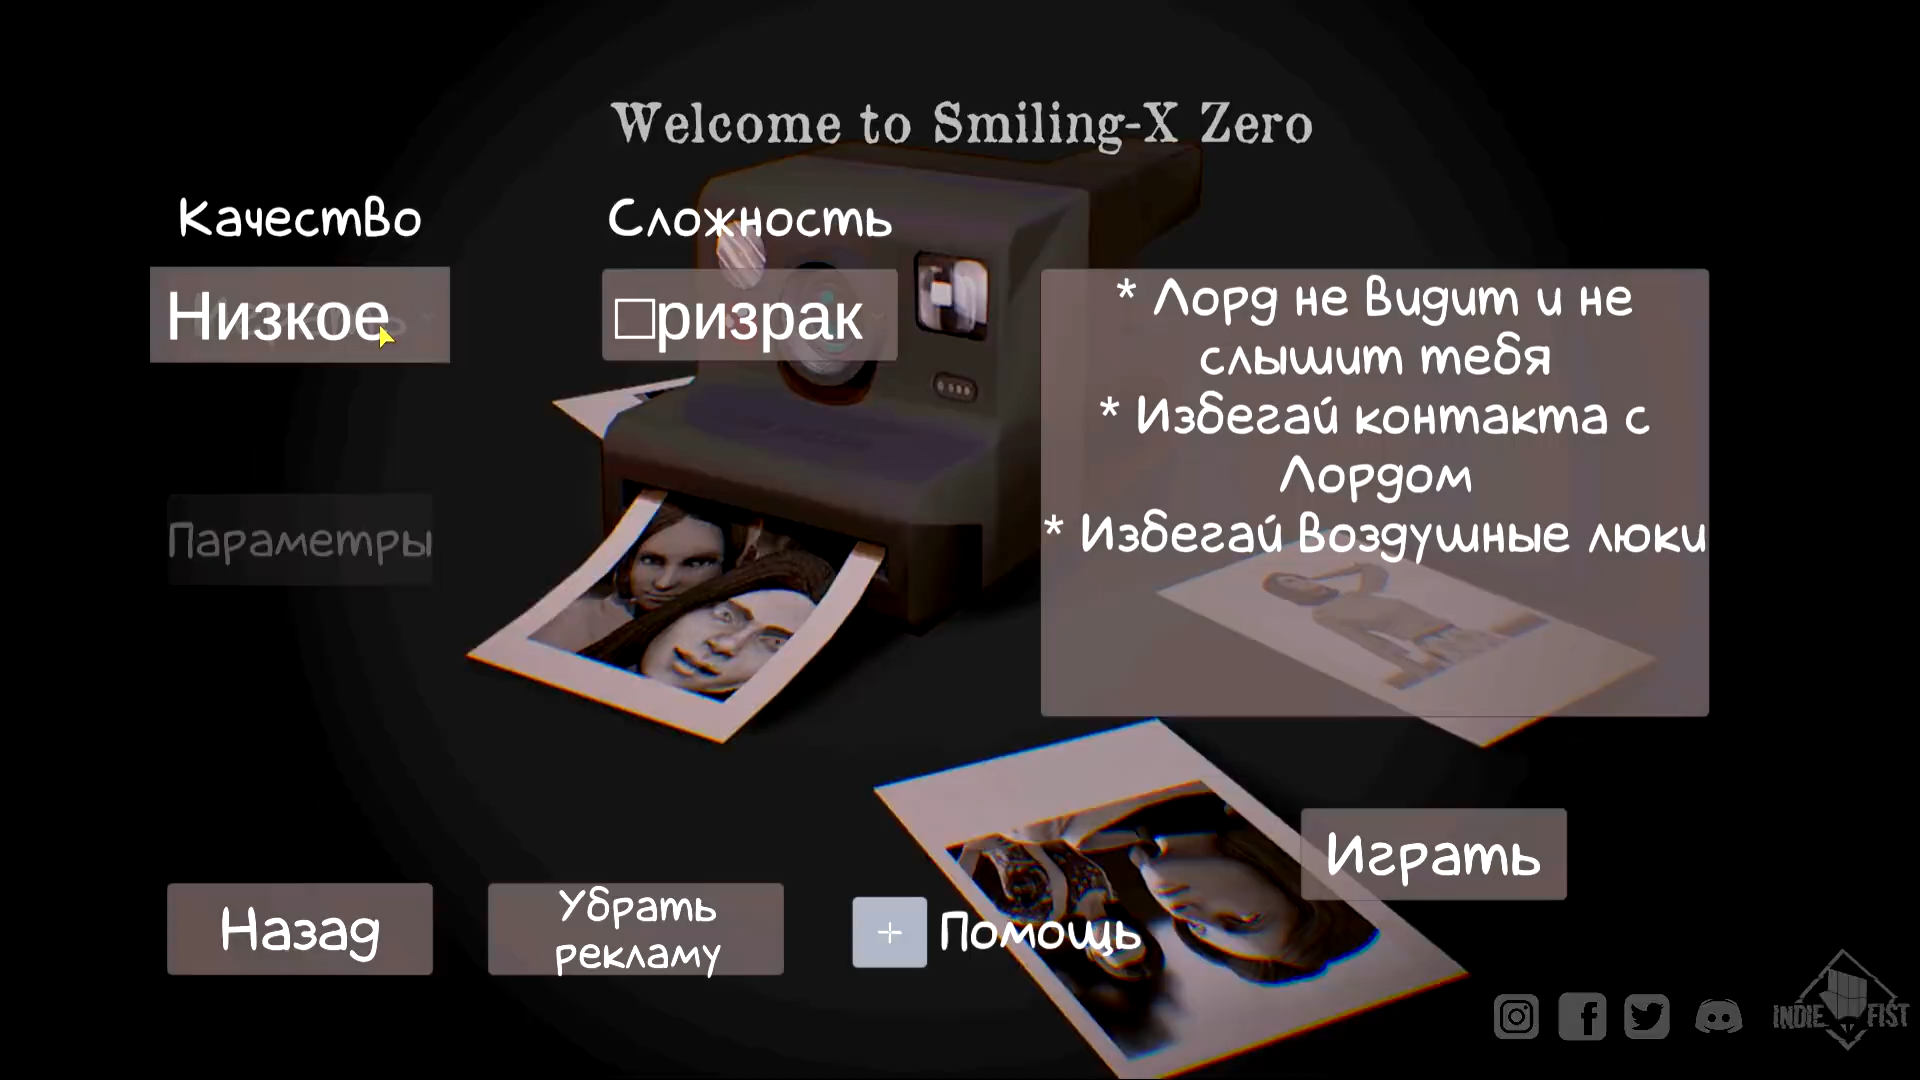 Welcome to Smiling-X Zero
Качество
Сложность
Низкое
□ризрак
* Лорд не видит и не
слышит тебя
* Избегай контакта с
Лордом
* Избегай воздушные люки
Параметры
Играть
Назад
Убрать
рекламу
+ Помощь
INDIE FIST